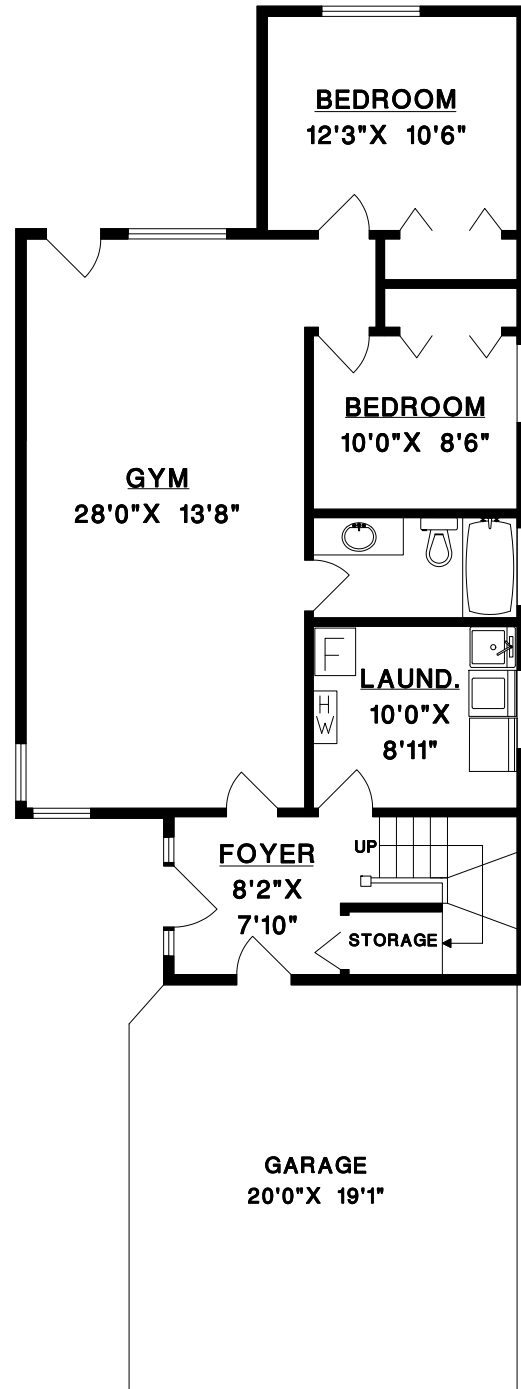 BEDROOM
12'3"X 10'6"
BEDROOM
10'0"X 8'6"
GYM
28'0"X 13'8"
F
LAUND.
10'0"X
8'11"
H
W
FOYER
8'2"X
7'10"
UP
STORAGE
GARAGE
20'0"X 19'1"